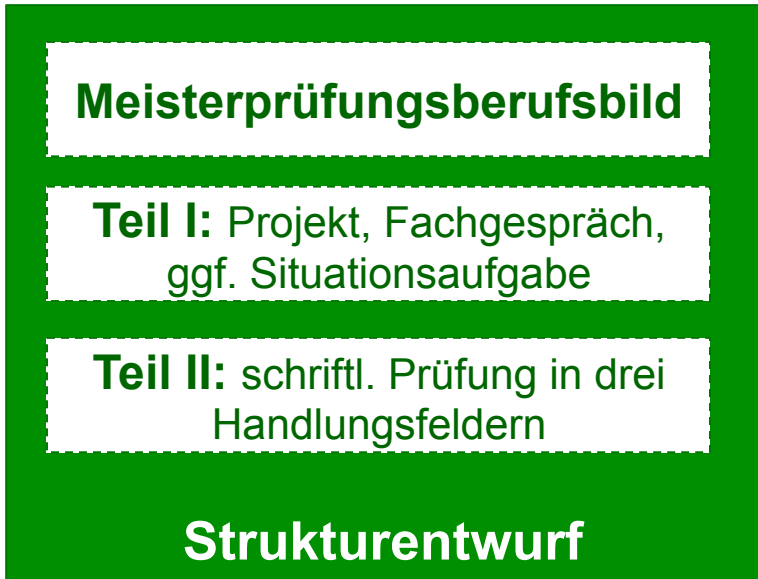 Meisterprüfungsberufsbild
Teil I: Projekt, Fachgespräch,
ggf. Situationsaufgabe
Teil II: schriftl. Prüfung in drei
Handlungsfeldern
Strukturentwurf